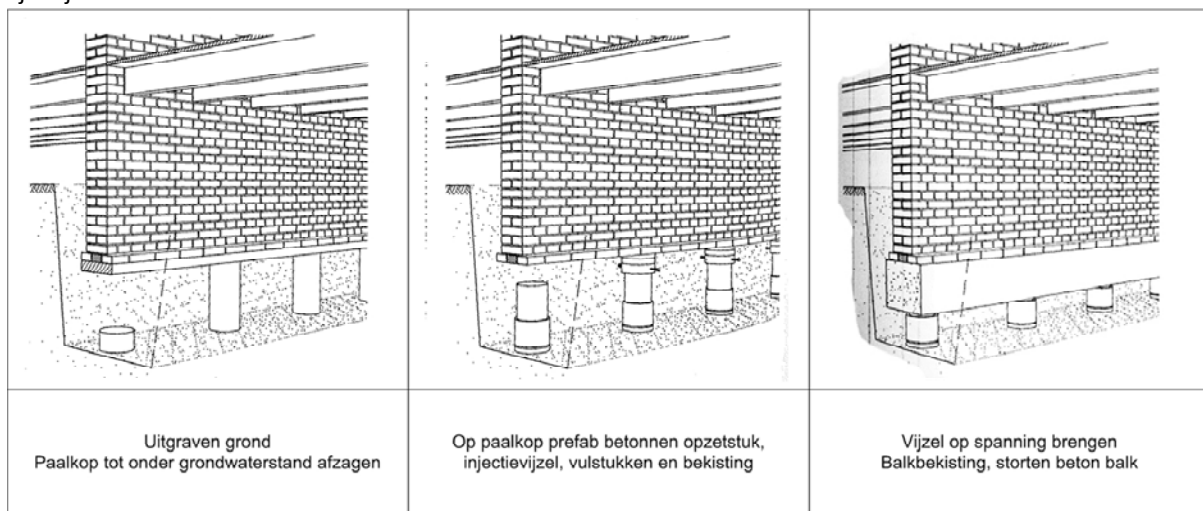 Uitgraven grond
Paalkop tot onder grondwaterstand afzagen
Op paalkop prefab betonnen opzetstuk,
injectievijzel, vulstukken en bekisting
Vijzel op spanning brengen
Balkbekisting, storten beton balk